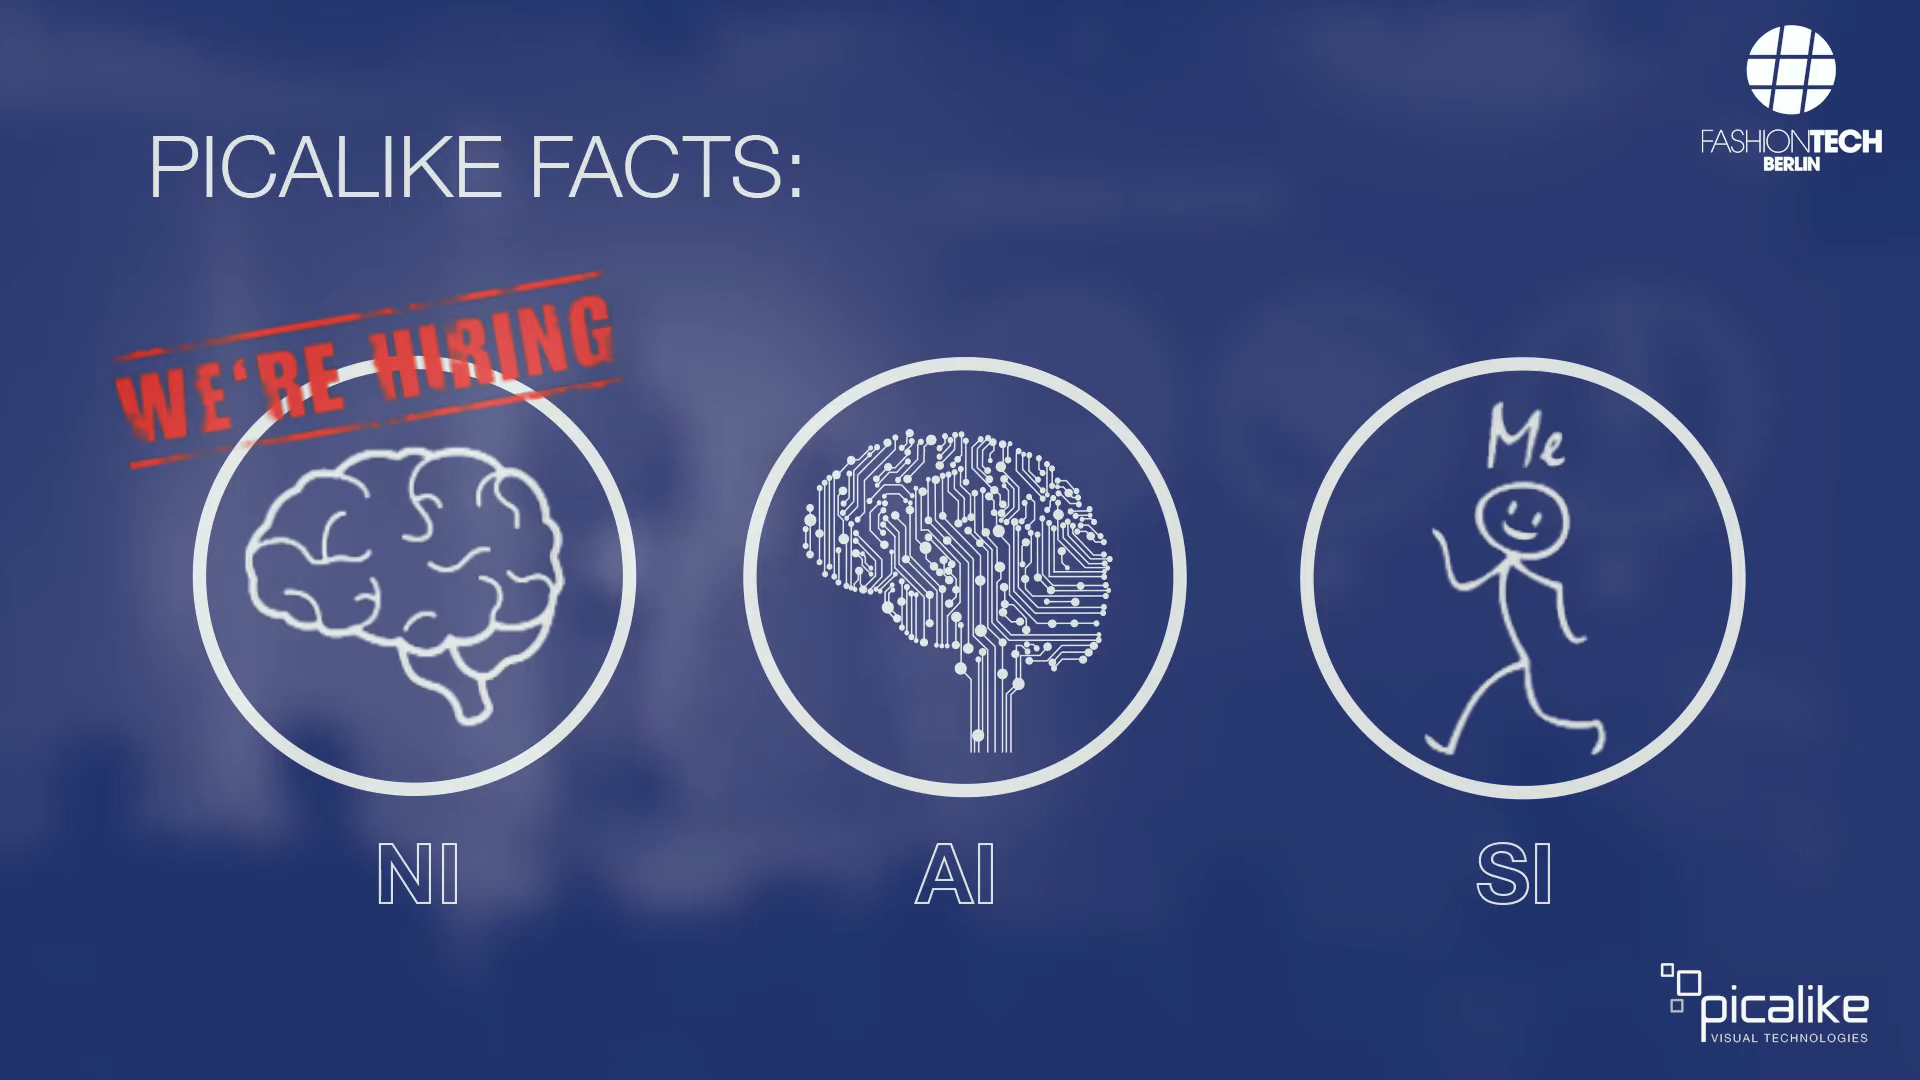 FASHIONTECH
BERLIN
PICALIKE FACTS:
WE'RE HIRING
Me
NI
AI
SI
picalike
VISUAL TECHNOLOGIES